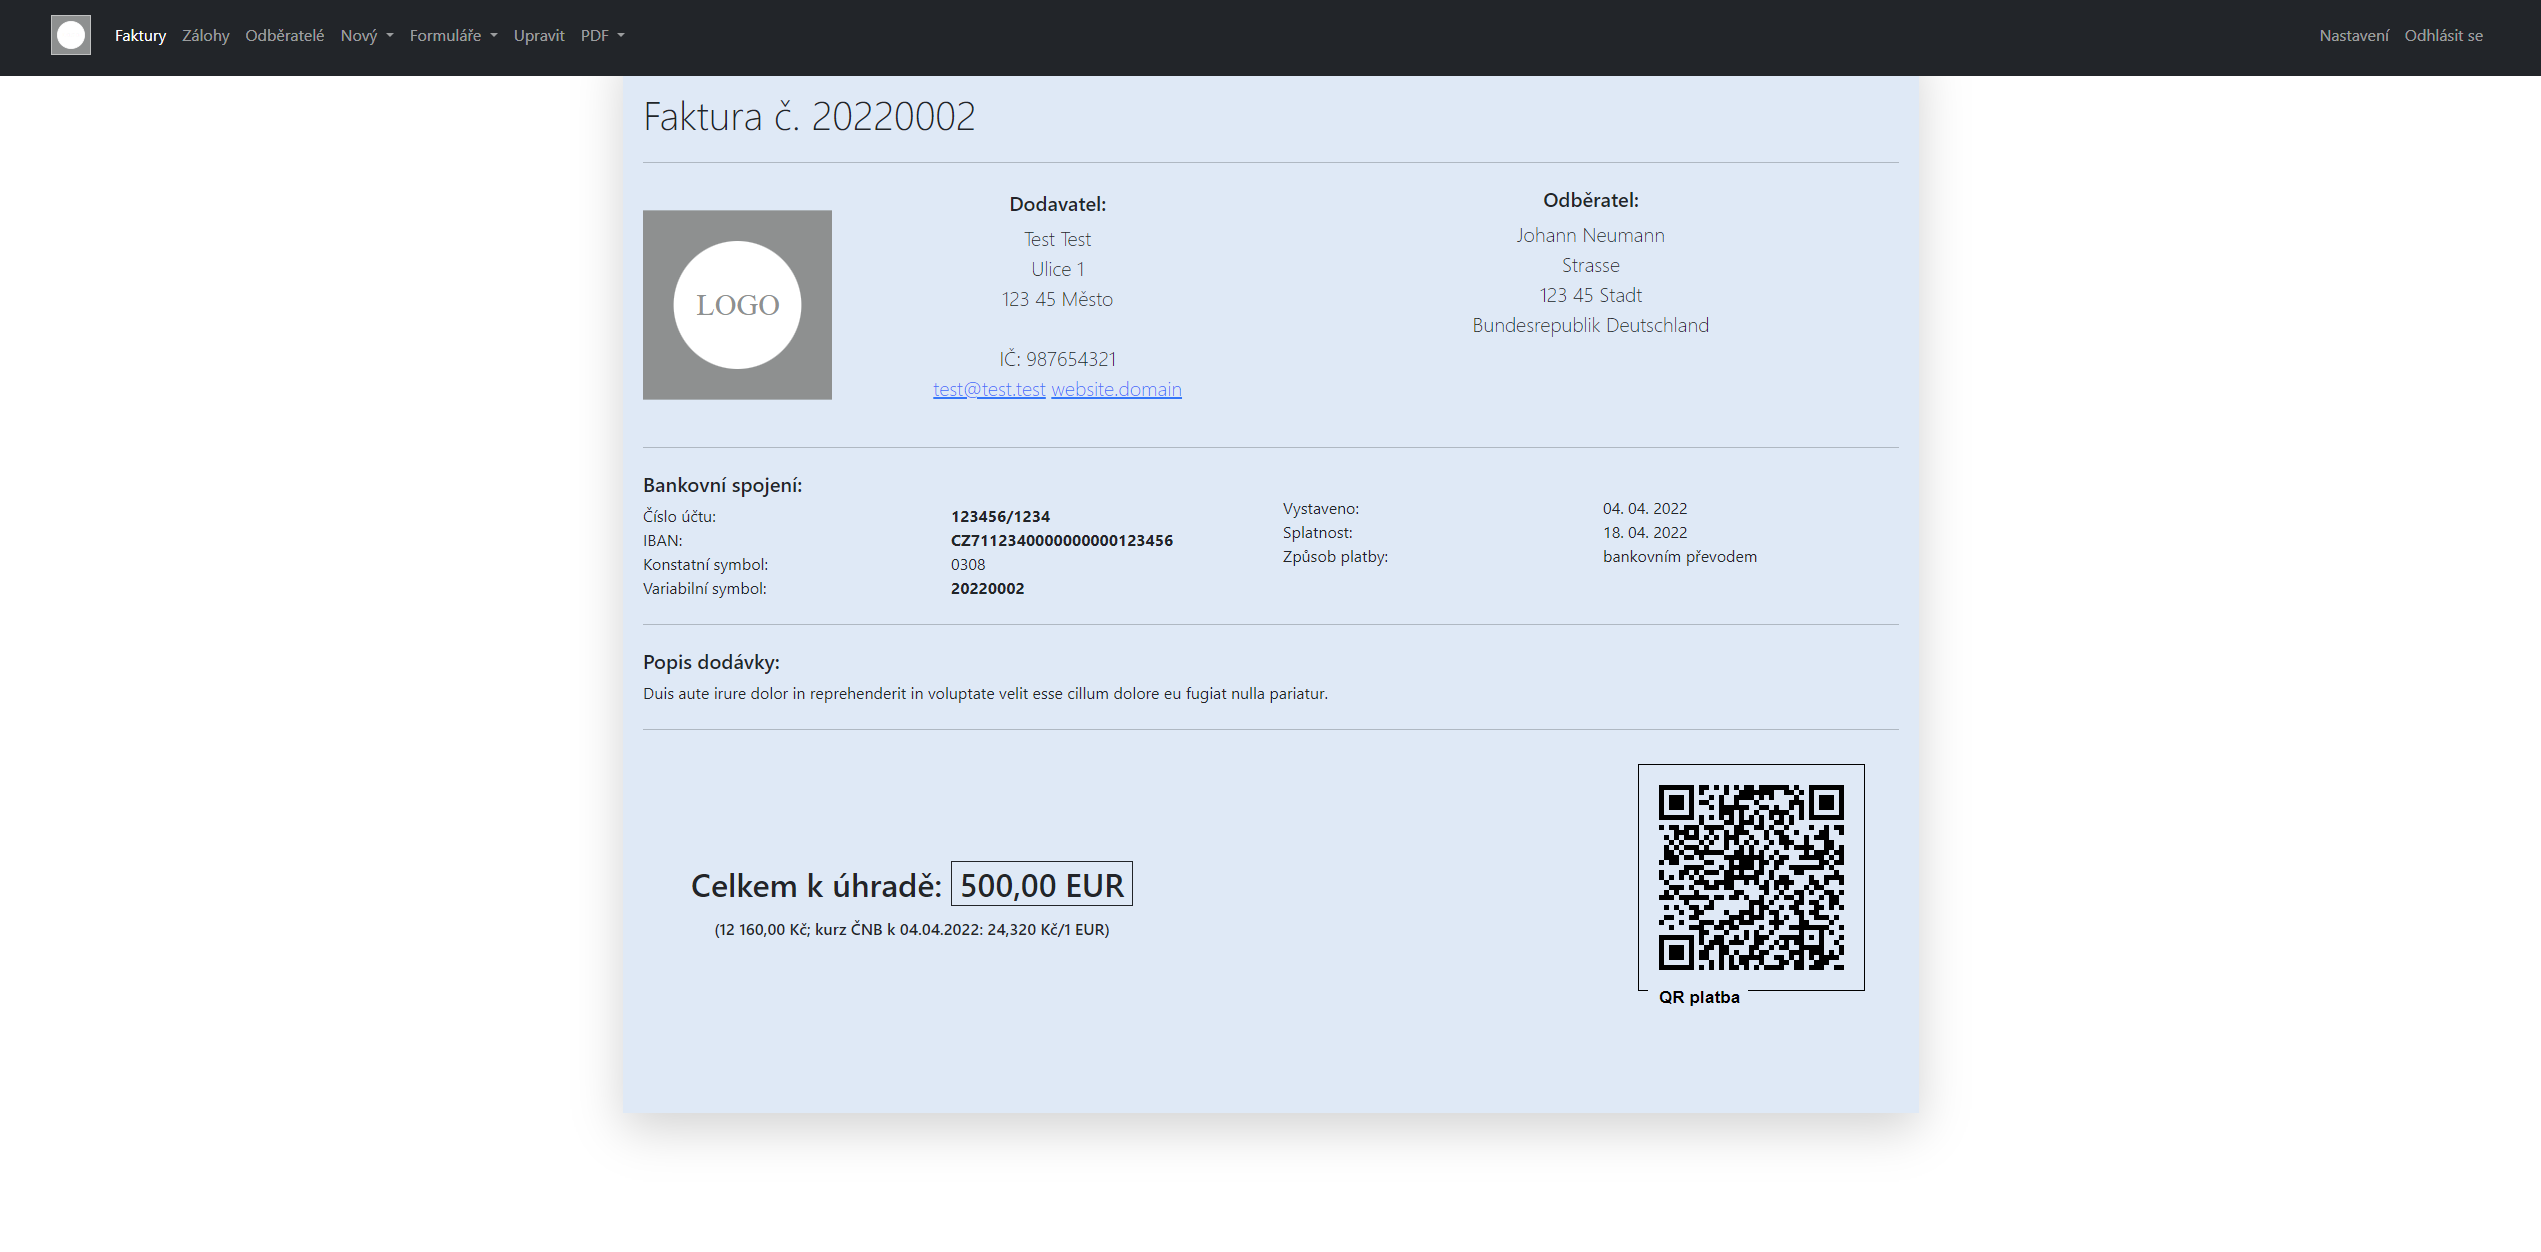 Faktury Zálohy Odběratelé Nový Formuláře Upravit PDF Nastavení Odhlásit se
Faktura č. 20220002
LOGO
Dodavatel:
Test Test
Ulice 1
123 45 Město
IČ: 987654321
test@test.test website.domain
Odběratel:
Johann Neumann
Strasse
123 45 Stadt
Bundesrepublik Deutschland
Bankovní spojení:
Číslo účtu: 123456/1234
IBAN: CZ7112340000000000123456
Konstatní symbol: 0308
Variabilní symbol: 20220002
Vystaveno: 04. 04. 2022
Splatnost: 18. 04. 2022
Způsob platby: bankovním převodem
Popis dodávky:
Duis aute irure dolor in reprehenderit in voluptate velit esse cillum dolore eu fugiat nulla pariatur.
Celkem k úhradě: 500,00 EUR
(12 160,00 Kč; kurz ČNB k 04.04.2022: 24,320 Kč/1 EUR)
QR platba